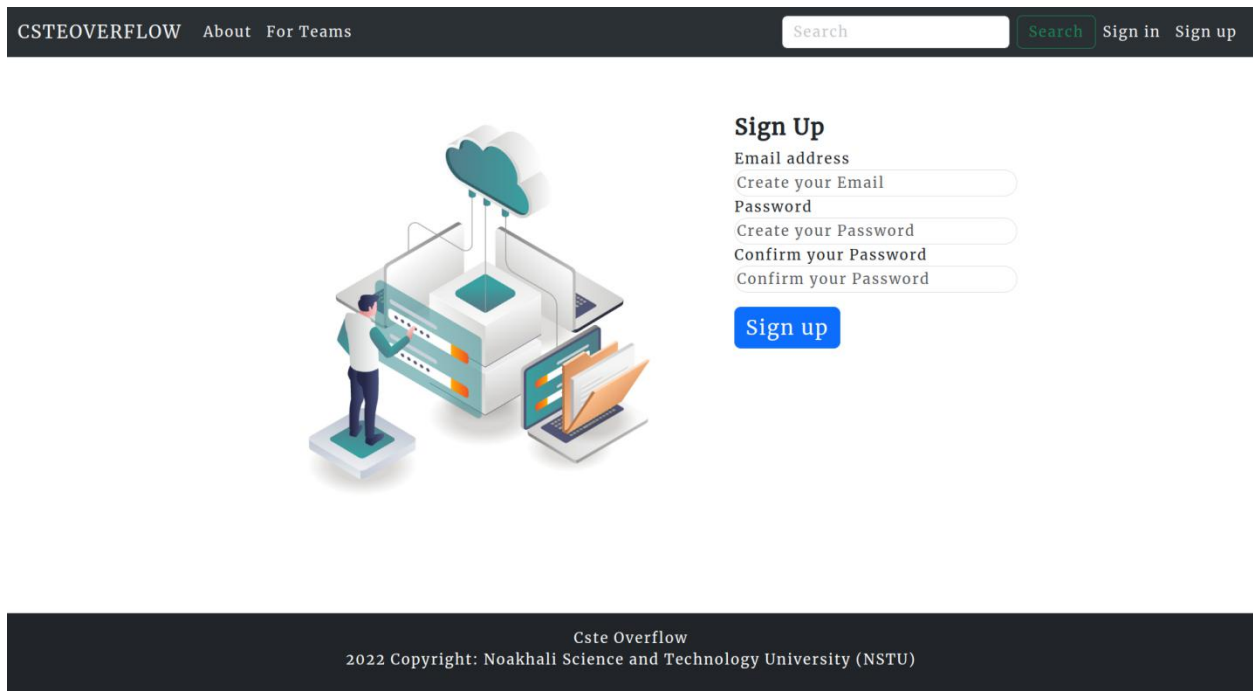 CSTEOVERFLOW About For Teams Search Search Sign in Sign up
Sign Up
Email address
Create your Email
Password
Create your Password
Confirm your Password
Confirm your Password
Sign up
Cste Overflow
2022 Copyright: Noakhali Science and Technology University (NSTU)